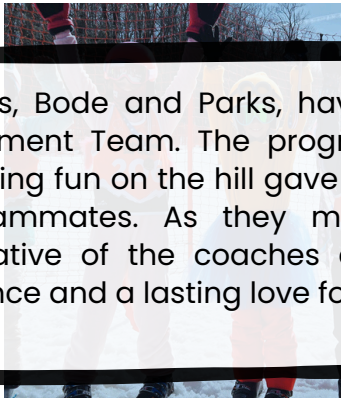 s, Bode and Parks, hav
ment Team. The progr
ing fun on the hill gave
ammates. As they m
ative of the coaches
nce and a lasting love fo